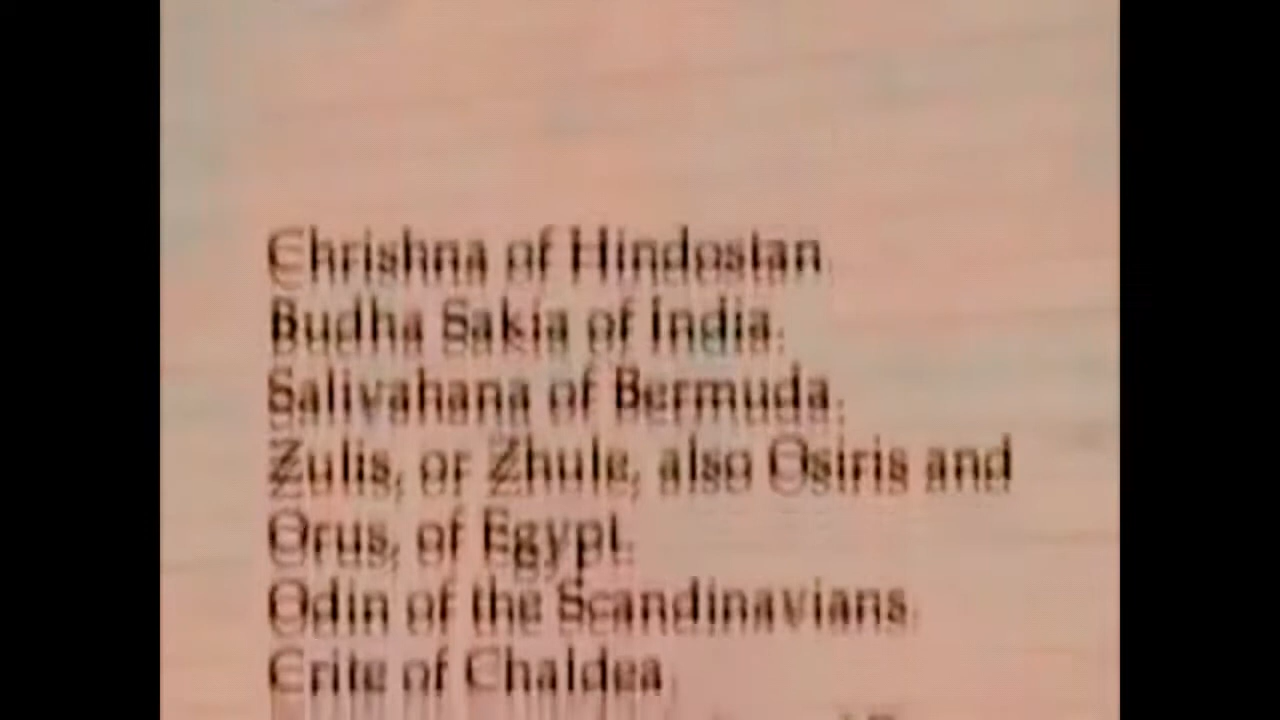 Chrishna of Hindostan.
Budha Sakia of India.
Salivahana of Bermuda.
Zulis, or Zhule, also Osiris and
Orus, of Egypt.
Odin of the Scandinavians.
Crite of Chaldea.